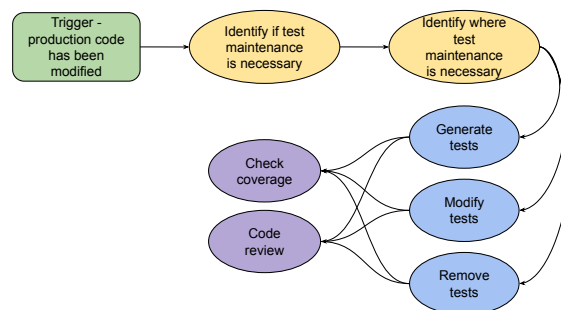 Trigger -
production code
has been
modified
Identify if test
maintenance
is necessary
Identify where
test
maintenance
is necessary
Generate
tests
Check
coverage
Modify
tests
Code
review
Remove
tests